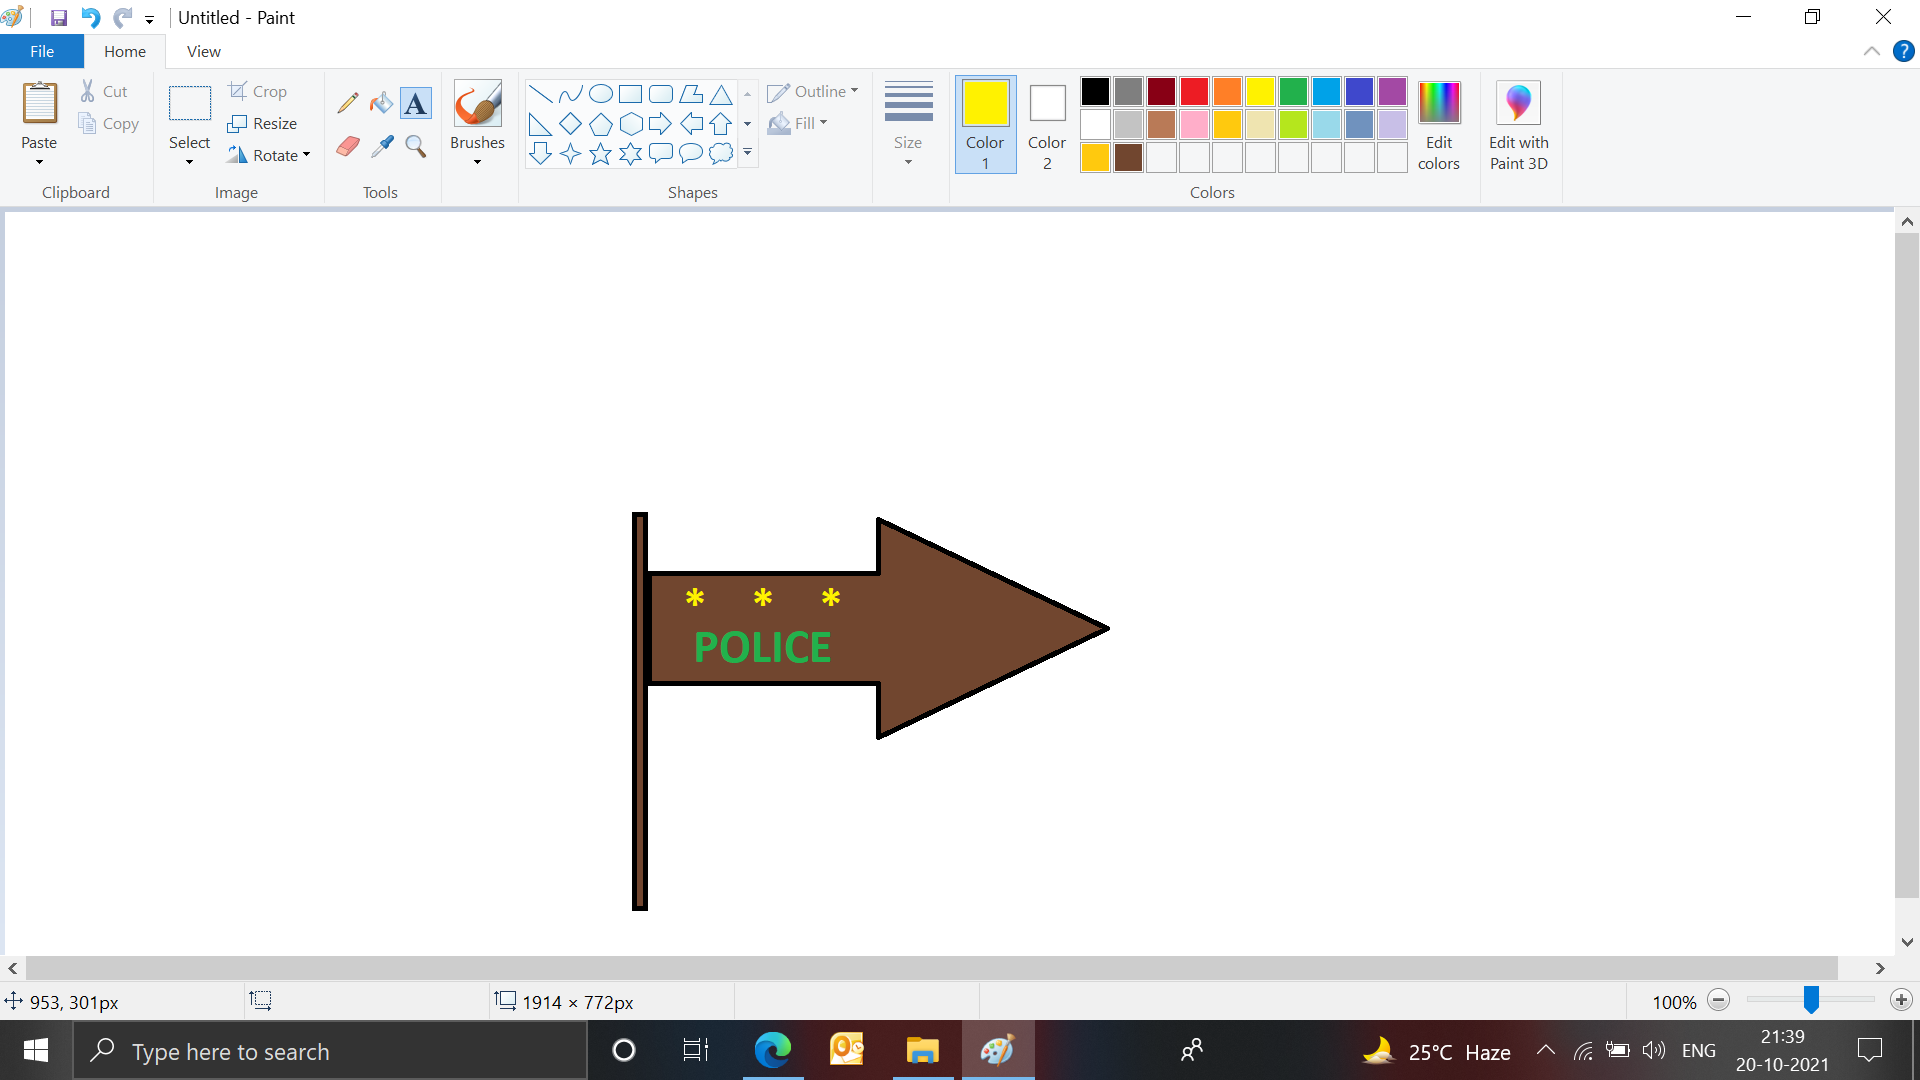 Untitled - Paint
File Home View
Paste
Cut
Copy
Clipboard
Select
Crop
Resize
Rotate
Image
A
Tools
Brushes
Shapes
Outline
Fill
Size
Color 1
Color 2
Colors
Edit colors
Edit with Paint 3D
?
* * *
POLICE
953, 301px
1914 × 772px
100%
Type here to search
25°C Haze
ENG
21:39
20-10-2021